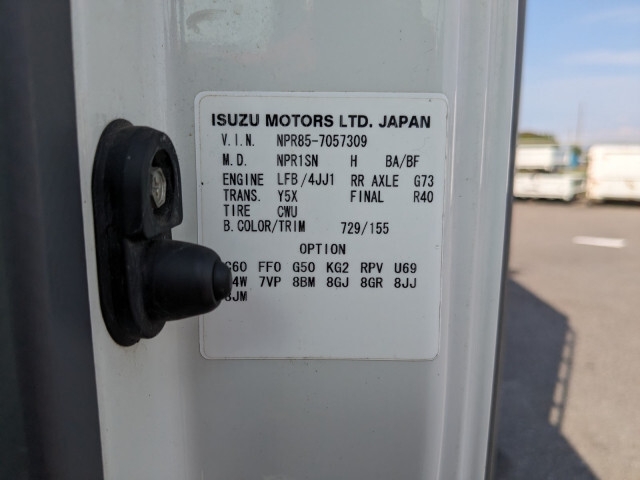 ISUZU MOTORS LTD. JAPAN
V.I.N. NPR85-7057309
M.D. NPR1SN H BA/BF
ENGINE LFB/4JJ1 RR AXLE G73
TRANS. Y5X FINAL R40
TIRE CWU
B.COLOR/TRIM 729/155
OPTION
FF0 G50 KG2 RPV U69
7VP 8BM 8GJ 8GR 8JJ